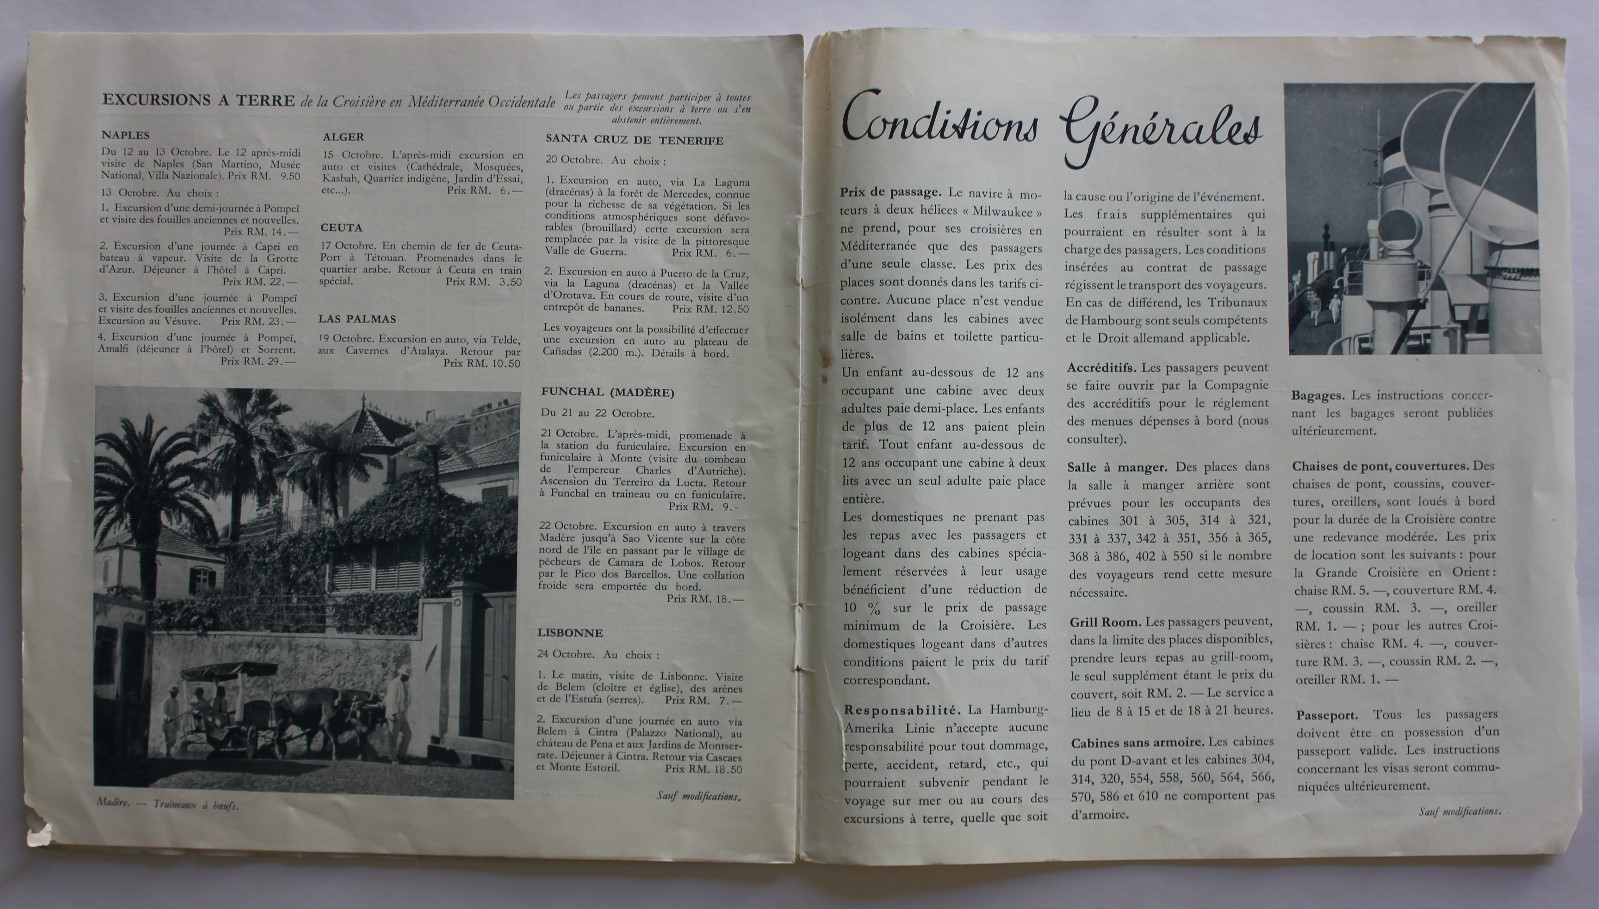 EXCURSIONS A TERRE de la Croisière en Méditerranée Occidentale
Les passagers peuvent participer à toutes
ou partie des excursions à terre ou s'en
abstenir entièrement.
NAPLES
Du 12 au 13 Octobre. Le 12 après-midi
visite de Naples (San Martino, Musée
National, Villa Nazionale). Prix RM. 9.50
13 Octobre. Au choix :
1. Excursion d'une demi-journée à Pompeï
et visite des fouilles anciennes et nouvelles.
Prix RM. 14.—
2. Excursion d'une journée à Capri en
bateau à vapeur. Visite de la Grotte
d'Azur. Déjeuner à l'hôtel à Capri.
Prix RM. 22.—
3. Excursion d'une journée à Pompeï
et visite des fouilles anciennes et nouvelles.
Excursion au Vésuve. Prix RM. 23.—
4. Excursion d'une journée à Pompeï,
Amalfi (déjeuner à l'hôtel) et Sorrent.
Prix RM. 29.—
ALGER
15 Octobre. L'après-midi excursion en
auto et visites (Cathédrale, Mosquées,
Kasbah, Quartier indigène, Jardin d'Essai,
etc...). Prix RM. 6.—
CEUTA
17 Octobre. En chemin de fer de Ceuta-
Port à Tétouan. Promenades dans le
quartier arabe. Retour à Ceuta en train
spécial. Prix RM. 3.50
LAS PALMAS
19 Octobre. Excursion en auto, via Telde,
aux Cavernes d'Atalaya. Retour par
Prix RM. 10.50
SANTA CRUZ DE TENERIFE
20 Octobre. Au choix :
1. Excursion en auto, via La Laguna
(dracénas) à la forêt de Mercedes, connue
pour la richesse de sa végétation. Si les
conditions atmosphériques sont défavo-
rables (brouillard) cette excursion sera
remplacée par la visite de la pittoresque
Valle de Guerra. Prix RM. 6.—
2. Excursion en auto à Puerto de la Cruz,
via la Laguna (dracénas) et la Vallée
d'Orotava. En cours de route, visite d'un
entrepôt de bananes. Prix RM. 12.50
Les voyageurs ont la possibilité d'effectuer
une excursion en auto au plateau de
Cañadas (2.200 m.). Détails à bord.
FUNCHAL (MADÈRE)
Du 21 au 22 Octobre.
21 Octobre. L'après-midi, promenade à
la station du funiculaire. Excursion en
funiculaire à Monte (visite du tombeau
de l'empereur Charles d'Autriche).
Ascension du Terreiro da Lucta. Retour
à Funchal en traineau ou en funiculaire.
Prix RM. 9.-
22 Octobre. Excursion en auto à travers
Madère jusqu'à Sao Vicente sur la côte
nord de l'île en passant par le village de
pêcheurs de Camara de Lobos. Retour
par le Pico dos Barcellos. Une collation
froide sera emportée du bord.
Prix RM. 18.—
LISBONNE
24 Octobre. Au choix :
1. Le matin, visite de Lisbonne. Visite
de Belem (cloître et église), des arènes
et de l'Estufa (serres). Prix RM. 7.—
2. Excursion d'une journée en auto via
Belem à Cintra (Palazzo National), au
château de Pena et aux Jardins de Montser-
rate. Déjeuner à Cintra. Retour via Cascaes
et Monte Estoril. Prix RM. 18.50
Sauf modifications.
Madère. — Traîneaux à bœufs.
Conditions Générales
Prix de passage. Le navire à mo-
teurs à deux hélices « Milwaukee »
ne prend, pour ses croisières en
Méditerranée que des passagers
d'une seule classe. Les prix des
places sont donnés dans les tarifs ci-
contre. Aucune place n'est vendue
isolément dans les cabines avec
salle de bains et toilette particu-
lières.
Un enfant au-dessous de 12 ans
occupant une cabine avec deux
adultes paie demi-place. Les enfants
de plus de 12 ans paient plein
tarif. Tout enfant au-dessous de
12 ans occupant une cabine à deux
lits avec un seul adulte paie place
entière.
Les domestiques ne prenant pas
les repas avec les passagers et
logeant dans des cabines spécia-
lement réservées à leur usage
bénéficient d'une réduction de
10 % sur le prix de passage
minimum de la Croisière. Les
domestiques logeant dans d'autres
conditions paient le prix du tarif
correspondant.
Responsabilité. La Hamburg-
Amerika Linie n'accepte aucune
responsabilité pour tout dommage,
perte, accident, retard, etc., qui
pourraient subvenir pendant le
voyage sur mer ou au cours des
excursions à terre, quelle que soit
la cause ou l'origine de l'événement.
Les frais supplémentaires qui
pourraient en résulter sont à la
charge des passagers. Les conditions
insérées au contrat de passage
régissent le transport des voyageurs.
En cas de différend, les Tribunaux
de Hambourg sont seuls compétents
et le Droit allemand applicable.
Accréditifs. Les passagers peuvent
se faire ouvrir par la Compagnie
des accréditifs pour le réglement
des menues dépenses à bord (nous
consulter).
Salle à manger. Des places dans
la salle à manger arrière sont
prévues pour les occupants des
cabines 301 à 305, 314 à 321,
331 à 337, 342 à 351, 356 à 365,
368 à 386, 402 à 550 si le nombre
des voyageurs rend cette mesure
nécessaire.
Grill Room. Les passagers peuvent,
dans la limite des places disponibles,
prendre leurs repas au grill-room,
le seul supplément étant le prix du
couvert, soit RM. 2. — Le service a
lieu de 8 à 15 et de 18 à 21 heures.
Cabines sans armoire. Les cabines
du pont D-avant et les cabines 304,
314, 320, 554, 558, 560, 564, 566,
570, 586 et 610 ne comportent pas
d'armoire.
Bagages. Les instructions concer-
nant les bagages seront publiées
ultérieurement.
Chaises de pont, couvertures. Des
chaises de pont, coussins, couver-
tures, oreillers, sont loués à bord
pour la durée de la Croisière contre
une redevance modérée. Les prix
de location sont les suivants : pour
la Grande Croisière en Orient :
chaise RM. 5. —, couverture RM. 4.
—, coussin RM. 3. —, oreiller
RM. 1. — ; pour les autres Croi-
sières : chaise RM. 4. —, couver-
ture RM. 3. —, coussin RM. 2. —,
oreiller RM. 1. —
Passeport. Tous les passagers
doivent être en possession d'un
passeport valide. Les instructions
concernant les visas seront commu-
niquées ultérieurement.
Sauf modifications.